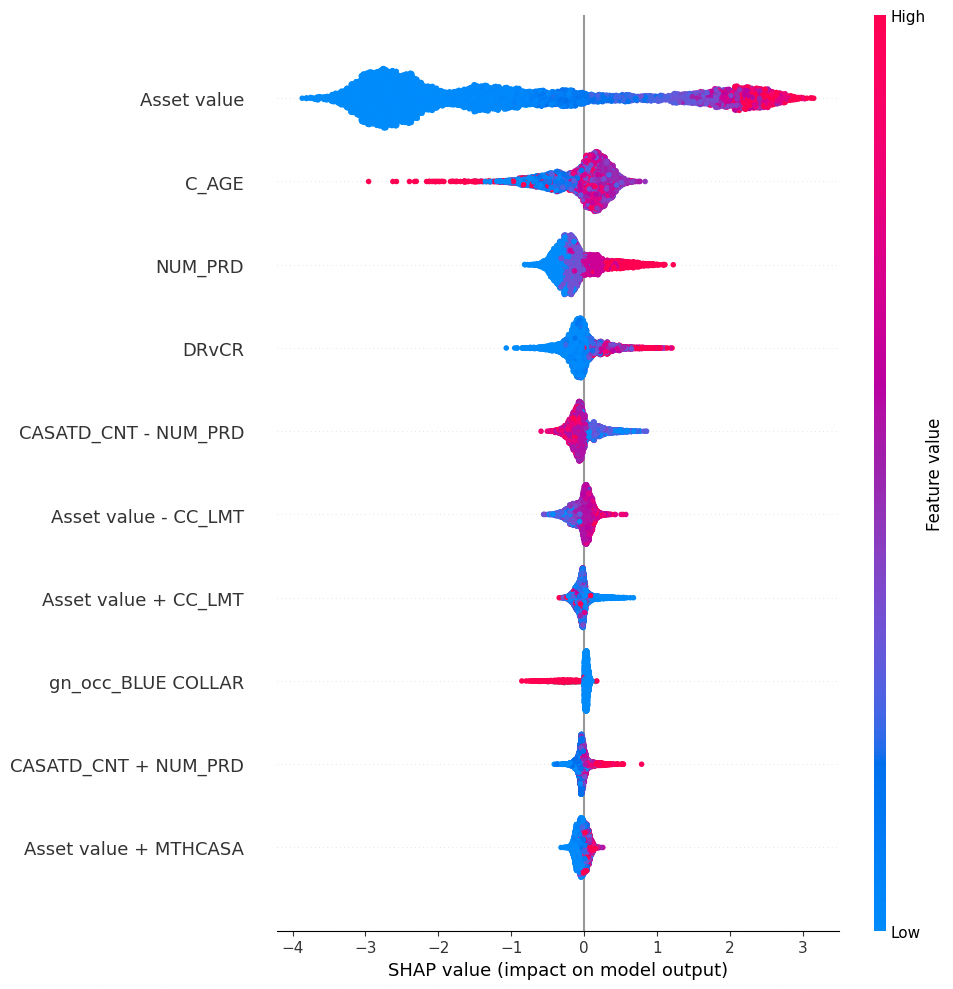 High
Asset value
C_AGE
NUM_PRD
DRvCR
CASATD_CNT - NUM_PRD
Asset value - CC_LMT
Asset value + CC_LMT
gn_occ_BLUE COLLAR
CASATD_CNT + NUM_PRD
Asset value + MTHCASA
Feature value
Low
−4 −3 −2 −1 0 1 2 3
SHAP value (impact on model output)